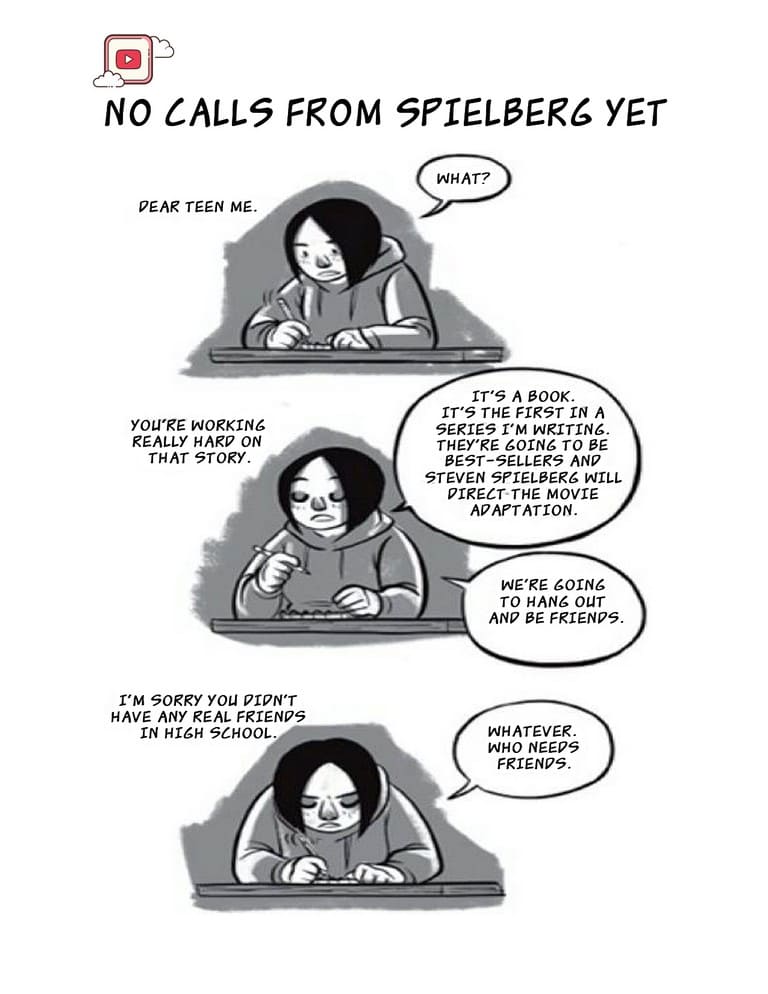 NO CALLS FROM SPIELBERG YET
DEAR TEEN ME.
WHAT?
YOU'RE WORKING
REALLY HARD ON
THAT STORY.
IT'S A BOOK.
IT'S THE FIRST IN A
SERIES I'M WRITING.
THEY'RE GOING TO BE
BEST-SELLERS AND
STEVEN SPIELBERG WILL
DIRECT THE MOVIE
ADAPTATION.
WE'RE GOING
TO HANG OUT
AND BE FRIENDS.
I'M SORRY YOU DIDN'T
HAVE ANY REAL FRIENDS
IN HIGH SCHOOL.
WHATEVER.
WHO NEEDS
FRIENDS.